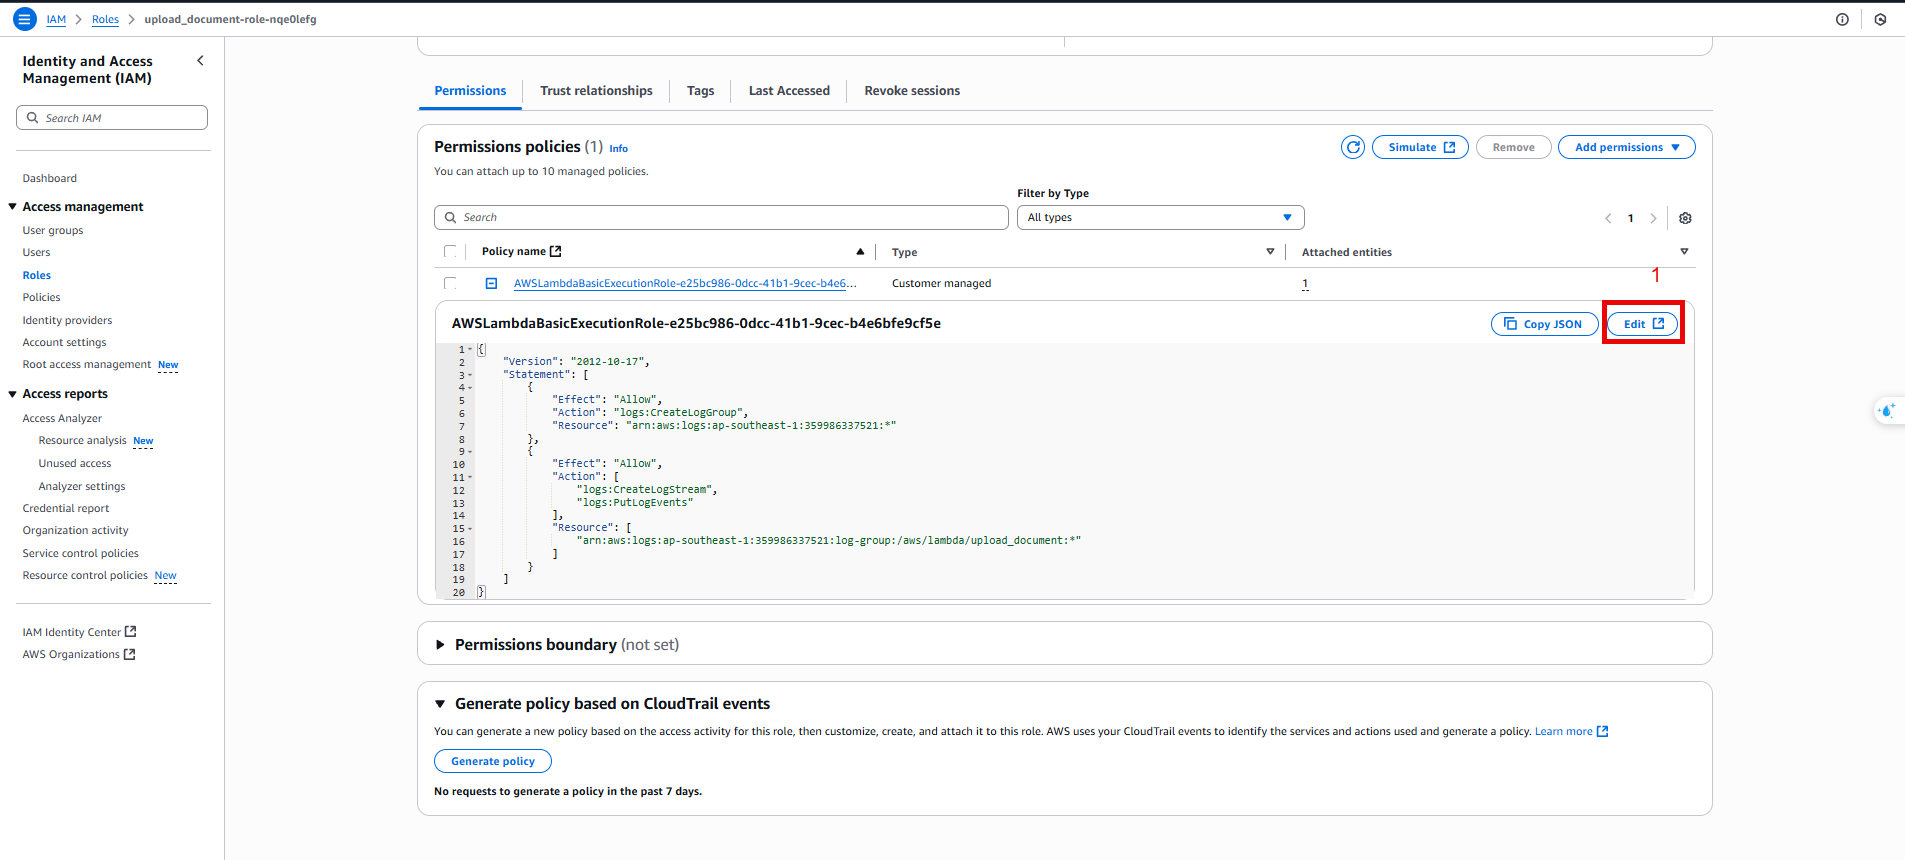 IAM > Roles > upload_document-role-nqe0lefg
Identity and Access
Management (IAM)
Search IAM
Dashboard
Access management
User groups
Users
Roles
Policies
Identity providers
Account settings
Root access management New
Access reports
Access Analyzer
Resource analysis New
Unused access
Analyzer settings
Credential report
Organization activity
Service control policies
Resource control policies New
IAM Identity Center
AWS Organizations
Permissions Trust relationships Tags Last Accessed Revoke sessions
Permissions policies (1) Info
Simulate Remove Add permissions
You can attach up to 10 managed policies.
Filter by Type
Search All types 1
Policy name Type Attached entities
1
AWSLambdaBasicExecutionRole-e25bc986-0dcc-41b1-9cec-b4e6... Customer managed 1
AWSLambdaBasicExecutionRole-e25bc986-0dcc-41b1-9cec-b4e6bfe9cf5e Copy JSON Edit
1 {
2 "Version": "2012-10-17",
3 "Statement": [
4 {
5 "Effect": "Allow",
6 "Action": "logs:CreateLogGroup",
7 "Resource": "arn:aws:logs:ap-southeast-1:359986337521:*"
8 },
9 {
10 "Effect": "Allow",
11 "Action": [
12 "logs:CreateLogStream",
13 "logs:PutLogEvents"
14 ],
15 "Resource": [
16 "arn:aws:logs:ap-southeast-1:359986337521:log-group:/aws/lambda/upload_document:*"
17 ]
18 }
19 ]
20 }
Permissions boundary (not set)
Generate policy based on CloudTrail events
You can generate a new policy based on the access activity for this role, then customize, create, and attach it to this role. AWS uses your CloudTrail events to identify the services and actions used and generate a policy. Learn more
Generate policy
No requests to generate a policy in the past 7 days.